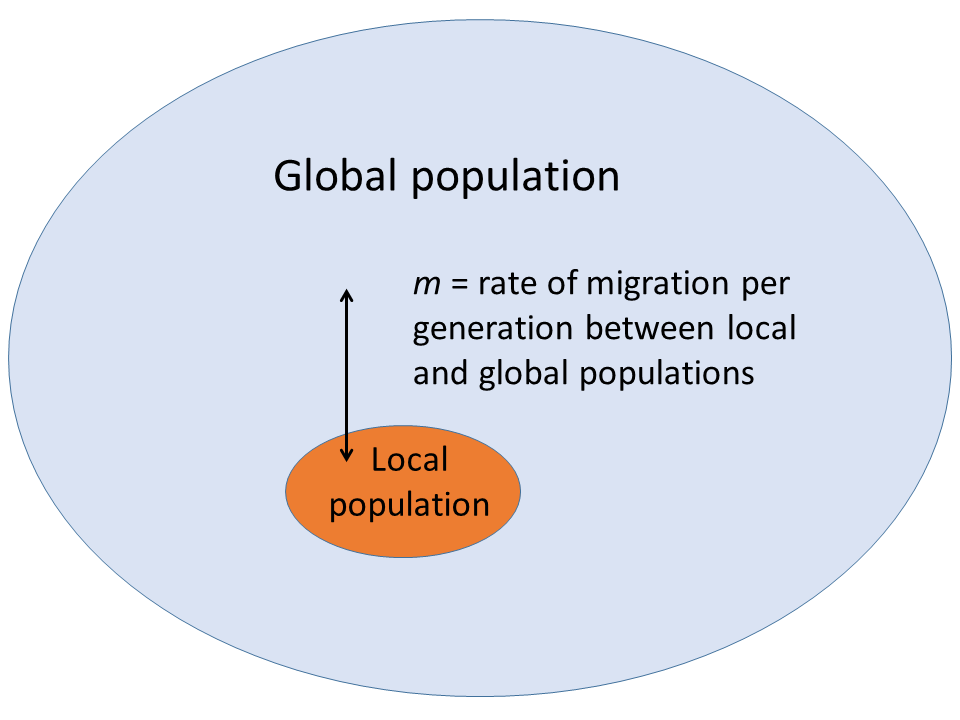 Global population
m = rate of migration per
generation between local
and global populations
Local
population